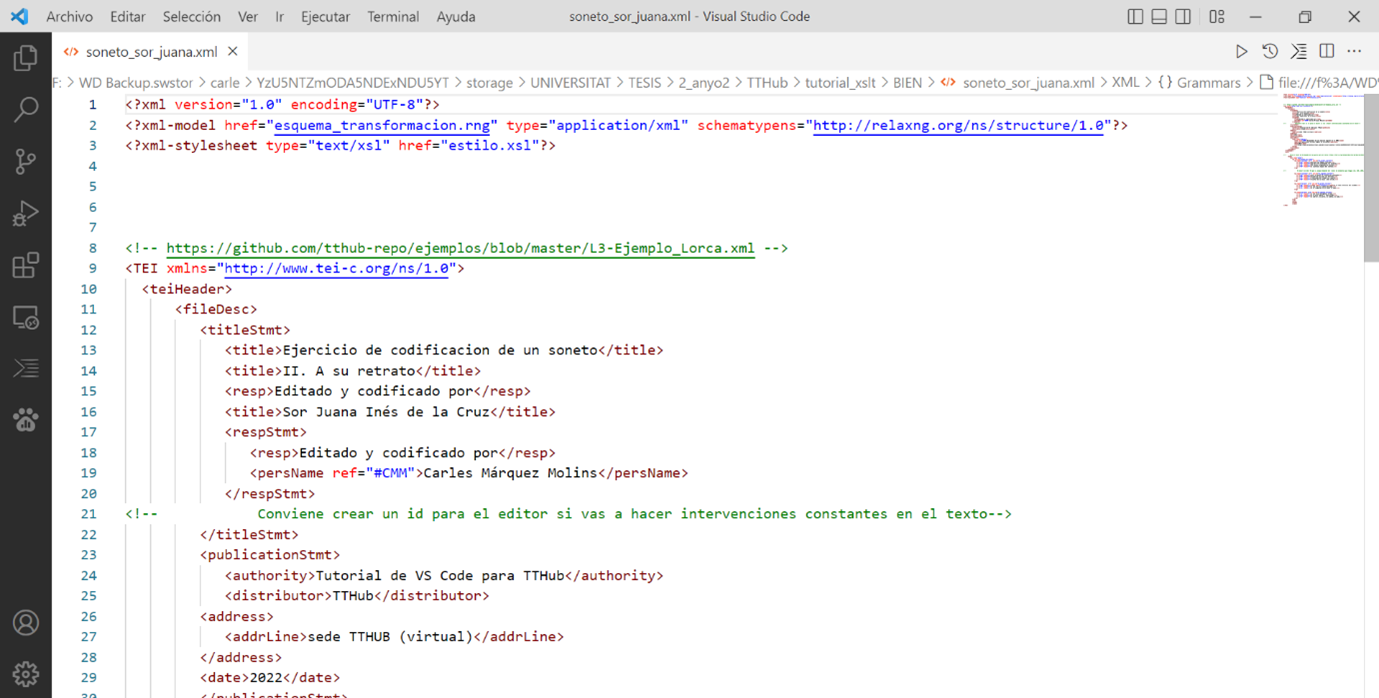 Archivo Editar Selección Ver Ir Ejecutar Terminal Ayuda soneto_sor_juana.xml - Visual Studio Code
soneto_sor_juana.xml
F: > WD Backup.swstor > carle > YzU5NTZmODA5NDExNDU5YT > storage > UNIVERSITAT > TESIS > 2_anyo2 > TTHub > tutorial_xslt > BIEN > soneto_sor_juana.xml > XML > {} Grammars > file:///f%3A/WD%
1 <?xml version="1.0" encoding="UTF-8"?>
2 <?xml-model href="esquema_transformacion.rng" type="application/xml" schematypens="http://relaxng.org/ns/structure/1.0"?>
3 <?xml-stylesheet type="text/xsl" href="estilo.xsl"?>
4
5
6
7
8 <!-- https://github.com/tthub-repo/ejemplos/blob/master/L3-Ejemplo_Lorca.xml -->
9 <TEI xmlns="http://www.tei-c.org/ns/1.0">
10 <teiHeader>
11 <fileDesc>
12 <titleStmt>
13 <title>Ejercicio de codificacion de un soneto</title>
14 <title>II. A su retrato</title>
15 <resp>Editado y codificado por</resp>
16 <title>Sor Juana Inés de la Cruz</title>
17 <respStmt>
18 <resp>Editado y codificado por</resp>
19 <persName ref="#CMM">Carles Márquez Molins</persName>
20 </respStmt>
21 <!-- Conviene crear un id para el editor si vas a hacer intervenciones constantes en el texto-->
22 </titleStmt>
23 <publicationStmt>
24 <authority>Tutorial de VS Code para TTHub</authority>
25 <distributor>TTHub</distributor>
26 <address>
27 <addrLine>sede TTHUB (virtual)</addrLine>
28 </address>
29 <date>2022</date>
30 </publicationStmt>